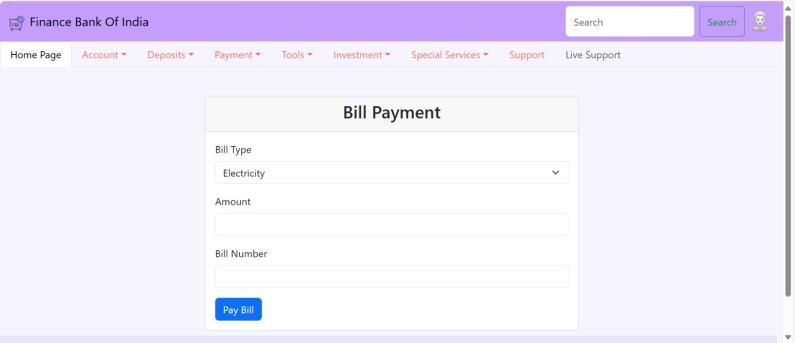 Finance Bank Of India
Search
Search
Home Page Account Deposits Payment Tools Investment Special Services Support Live Support
Bill Payment
Bill Type
Electricity
Amount
Bill Number
Pay Bill